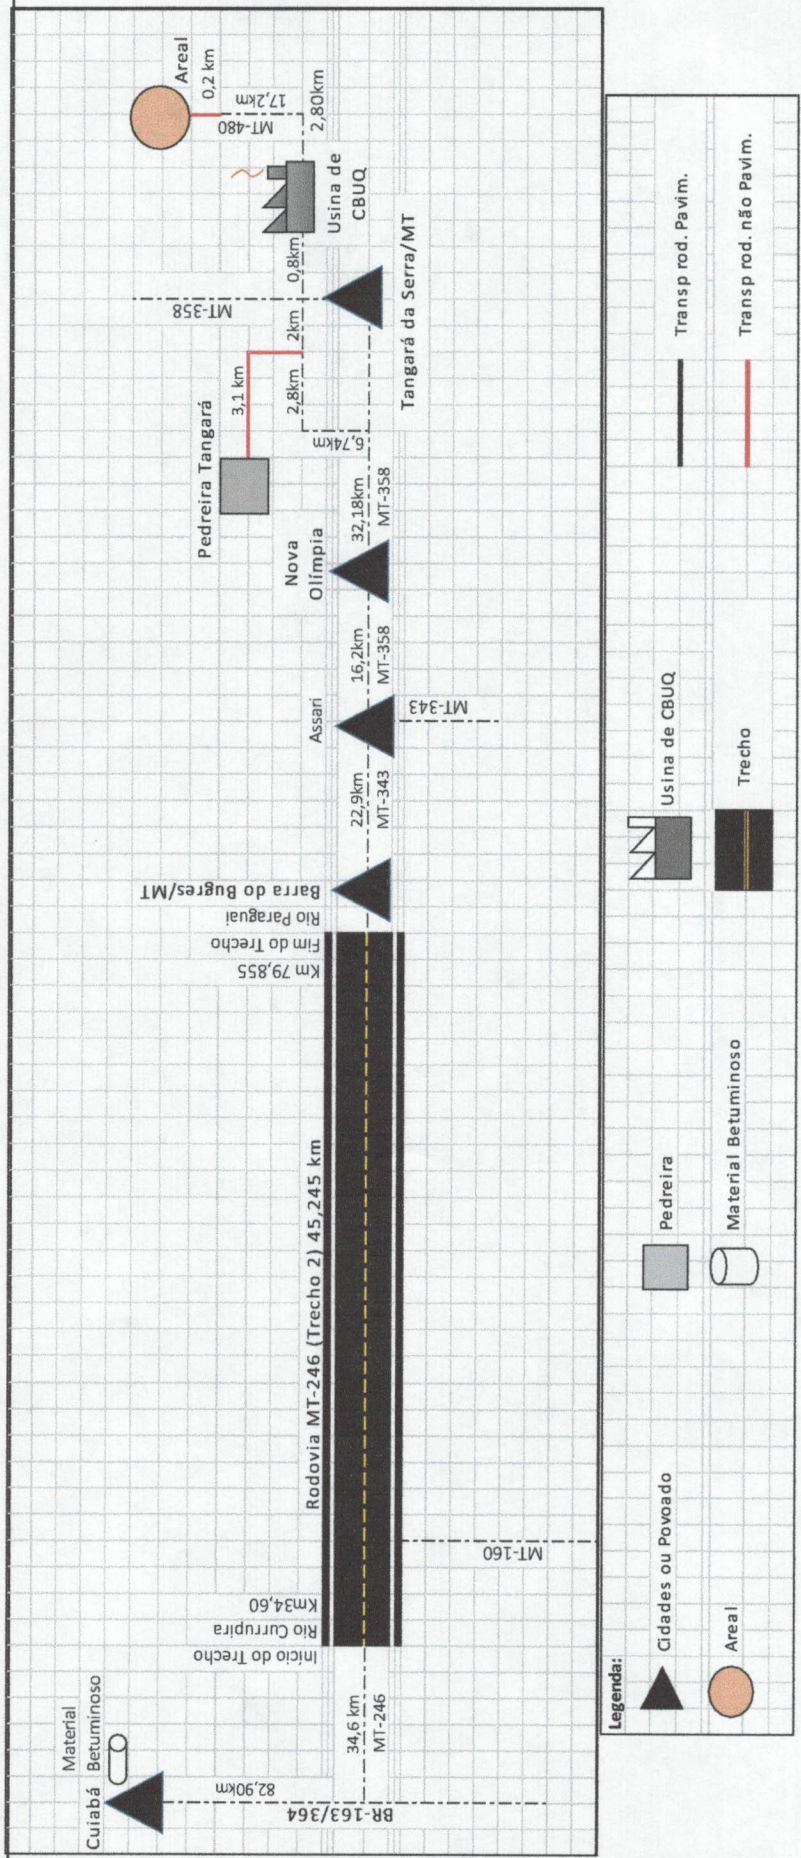 Cuiabá
Material
Betuminoso
82,90km
BR-163/364
34,6 km
MT-246
Início do Trecho
Rio Currupira
Km34,60
MT-160
Rodovia MT-246 (Trecho 2) 45,245 km
Km 79,855
Fim do Trecho
Rio Paraguai
Barra do Bugres/MT
22,9km
MT-343
Assari
MT-343
16,2km
MT-358
Nova
Olímpia
32,18km
MT-358
Pedreira Tangará
3,1 km
6,74km
2,8km
2km
MT-358
Tangará da Serra/MT
0,8km
Usina de
CBUQ
2,80km
MT-480
17,2km
0,2 km
Areal
Legenda:
Cidades ou Povoado
Pedreira
Usina de CBUQ
Transp rod. Pavim.
Areal
Material Betuminoso
Trecho
Transp rod. não Pavim.